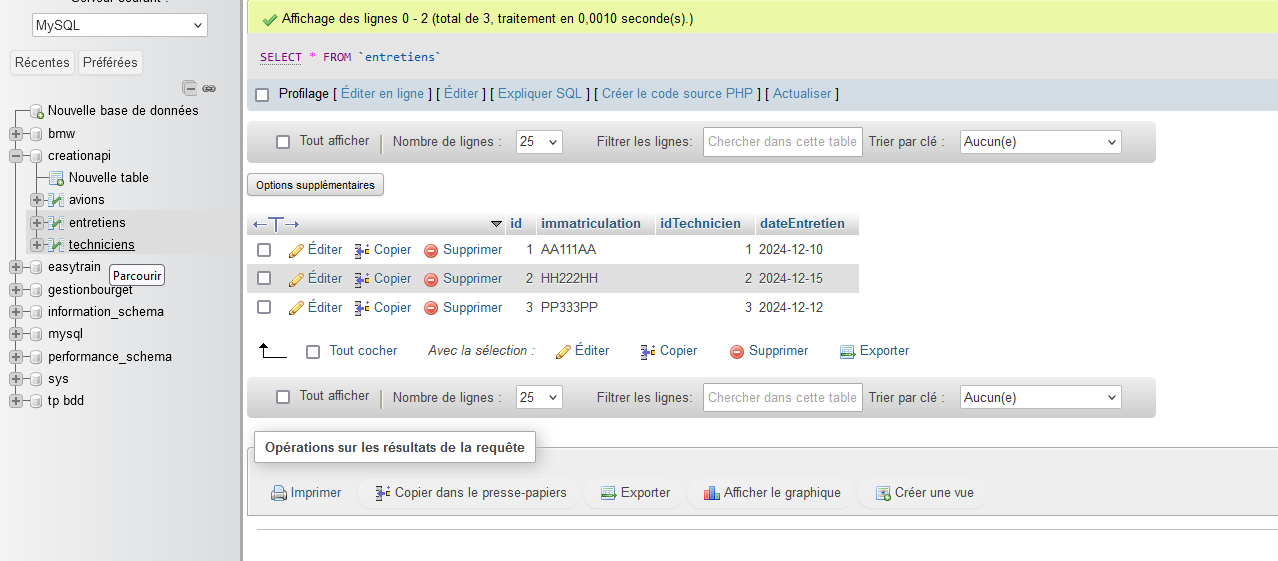 Serveur courant :
MySQL
Récentes Préférées
Nouvelle base de données
bmw
creationapi
Nouvelle table
avions
entretiens
techniciens
easytrain
Parcourir
gestionbourget
information_schema
mysql
performance_schema
sys
tp bdd
Affichage des lignes 0 - 2 (total de 3, traitement en 0,0010 seconde(s).)
SELECT * FROM `entretiens`
Profilage [ Éditer en ligne ] [ Éditer ] [ Expliquer SQL ] [ Créer le code source PHP ] [ Actualiser ]
Tout afficher Nombre de lignes : 25 Filtrer les lignes: Chercher dans cette table Trier par clé : Aucun(e)
Options supplémentaires
←T→ id immatriculation idTechnicien dateEntretien
Éditer Copier Supprimer 1 AA111AA 1 2024-12-10
Éditer Copier Supprimer 2 HH222HH 2 2024-12-15
Éditer Copier Supprimer 3 PP333PP 3 2024-12-12
Tout cocher Avec la sélection : Éditer Copier Supprimer Exporter
Tout afficher Nombre de lignes : 25 Filtrer les lignes: Chercher dans cette table Trier par clé : Aucun(e)
Opérations sur les résultats de la requête
Imprimer Copier dans le presse-papiers Exporter Afficher le graphique Créer une vue